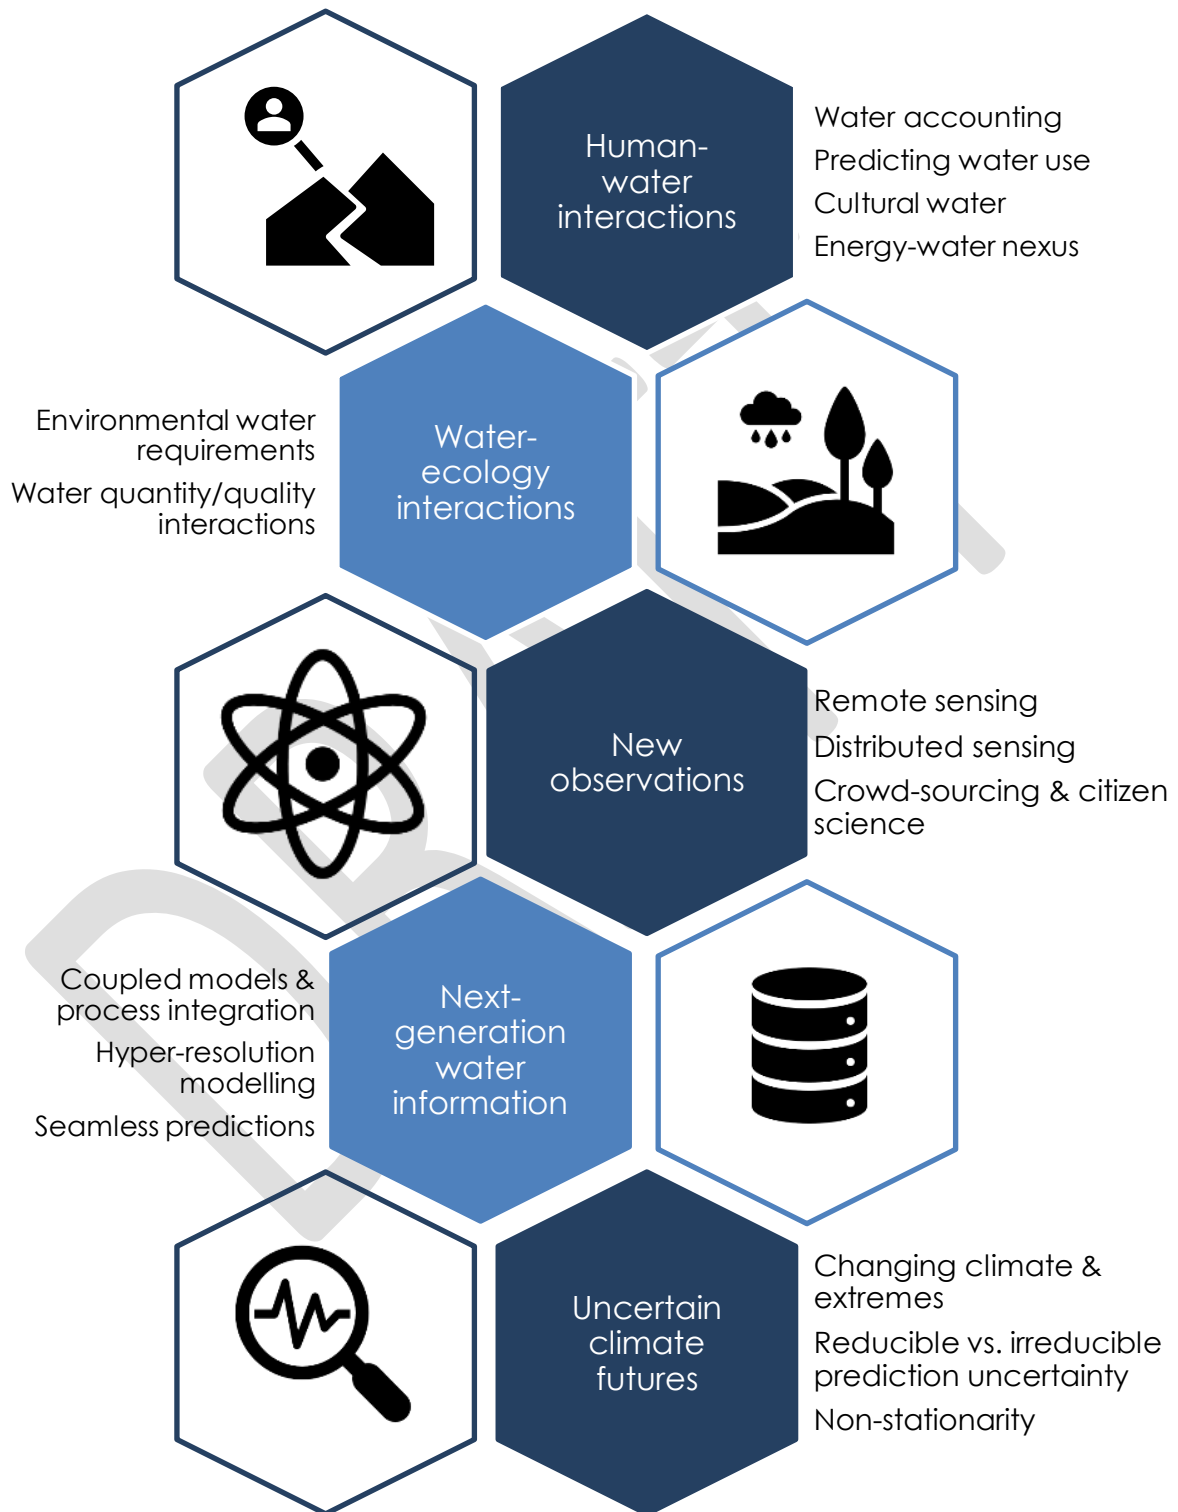 Human-
water
interactions
Water accounting
Predicting water use
Cultural water
Energy-water nexus
Environmental water
requirements
Water quantity/quality
interactions
Water-
ecology
interactions
New
observations
Remote sensing
Distributed sensing
Crowd-sourcing & citizen
science
Coupled models &
process integration
Hyper-resolution
modelling
Seamless predictions
Next-
generation
water
information
Uncertain
climate
futures
Changing climate &
extremes
Reducible vs. irreducible
prediction uncertainty
Non-stationarity